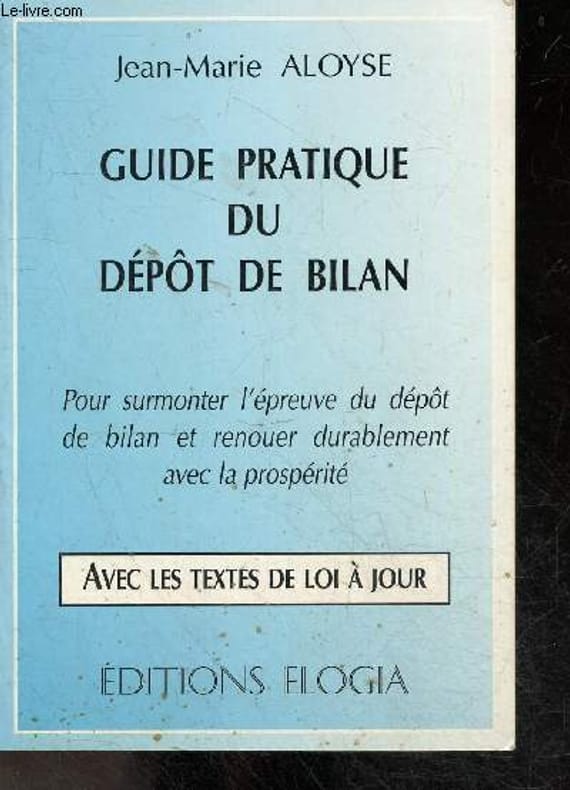 Le-livre.com
Jean-Marie ALOYSE
GUIDE PRATIQUE
DU
DÉPÔT DE BILAN
Pour surmonter l'épreuve du dépôt
de bilan et renouer durablement
avec la prospérité
AVEC LES TEXTES DE LOI À JOUR
ÉDITIONS ELOGIA